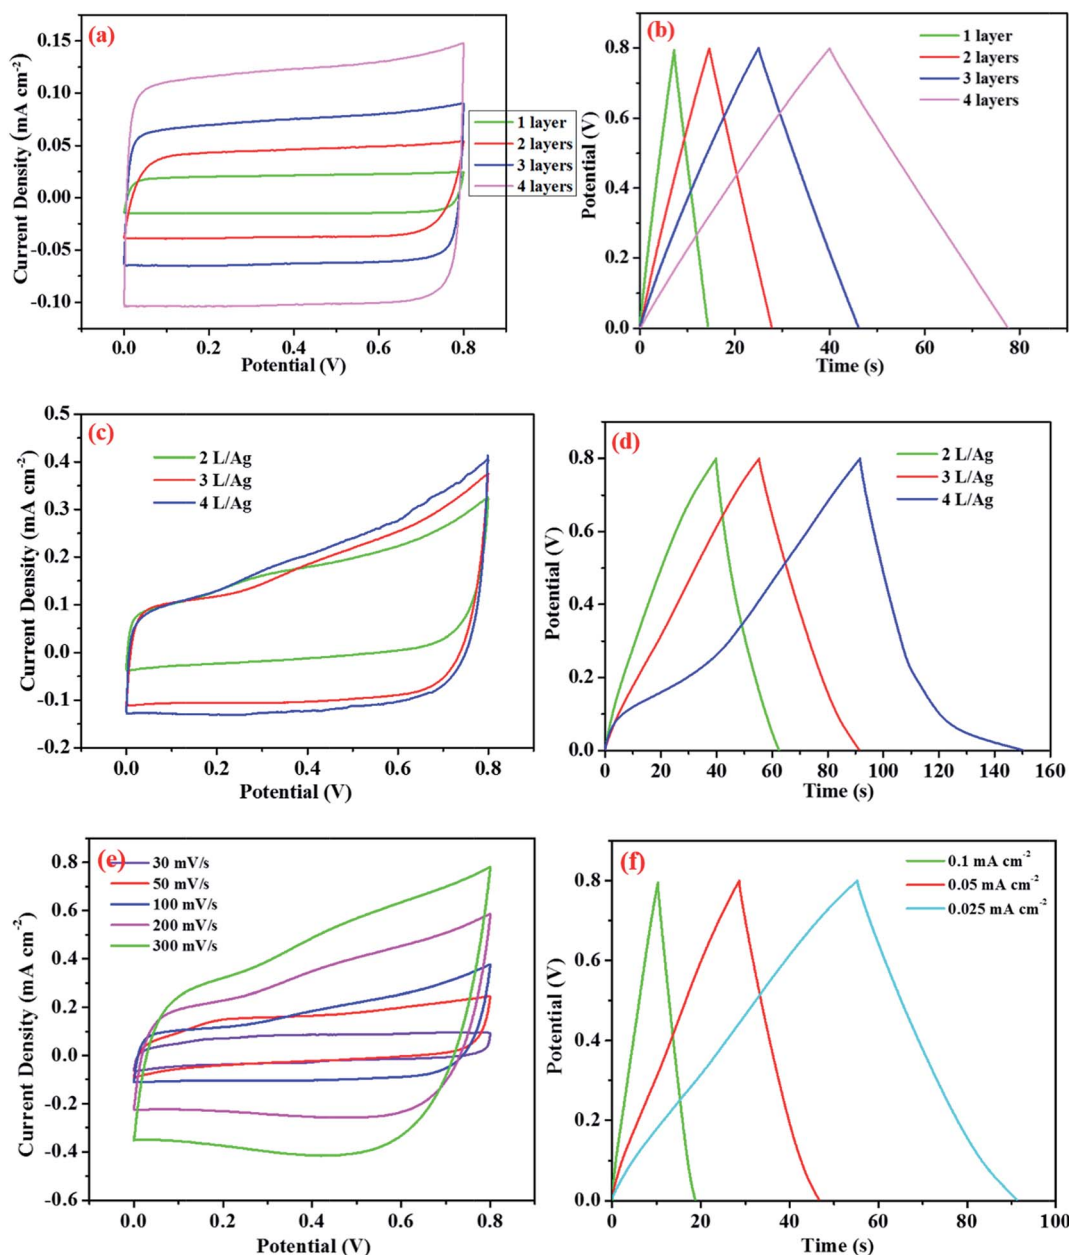 (a)
0.15
0.10
0.05
0.00
-0.05
-0.10
Current Density (mA cm-2)
1 layer
2 layers
3 layers
4 layers
0.0 0.2 0.4 0.6 0.8
Potential (V)
(b)
1 layer
2 layers
3 layers
4 layers
0.8
0.6
0.4
0.2
0.0
Potential (V)
0 20 40 60 80
Time (s)
(c)
0.5
0.4
0.3
0.2
0.1
0.0
-0.1
-0.2
Current Density (mA cm-2)
2 L/Ag
3 L/Ag
4 L/Ag
0.0 0.2 0.4 0.6 0.8
Potential (V)
(d)
2 L/Ag
3 L/Ag
4 L/Ag
0.8
0.6
0.4
0.2
0.0
Potential (V)
0 20 40 60 80 100 120 140 160
Time (s)
(e)
0.8
0.6
0.4
0.2
0.0
-0.2
-0.4
-0.6
Current Density (mA cm-2)
30 mV/s
50 mV/s
100 mV/s
200 mV/s
300 mV/s
0.0 0.2 0.4 0.6 0.8
Potential (V)
(f)
0.1 mA cm-2
0.05 mA cm-2
0.025 mA cm-2
0.8
0.6
0.4
0.2
0.0
Potential (V)
0 20 40 60 80 100
Time (s)